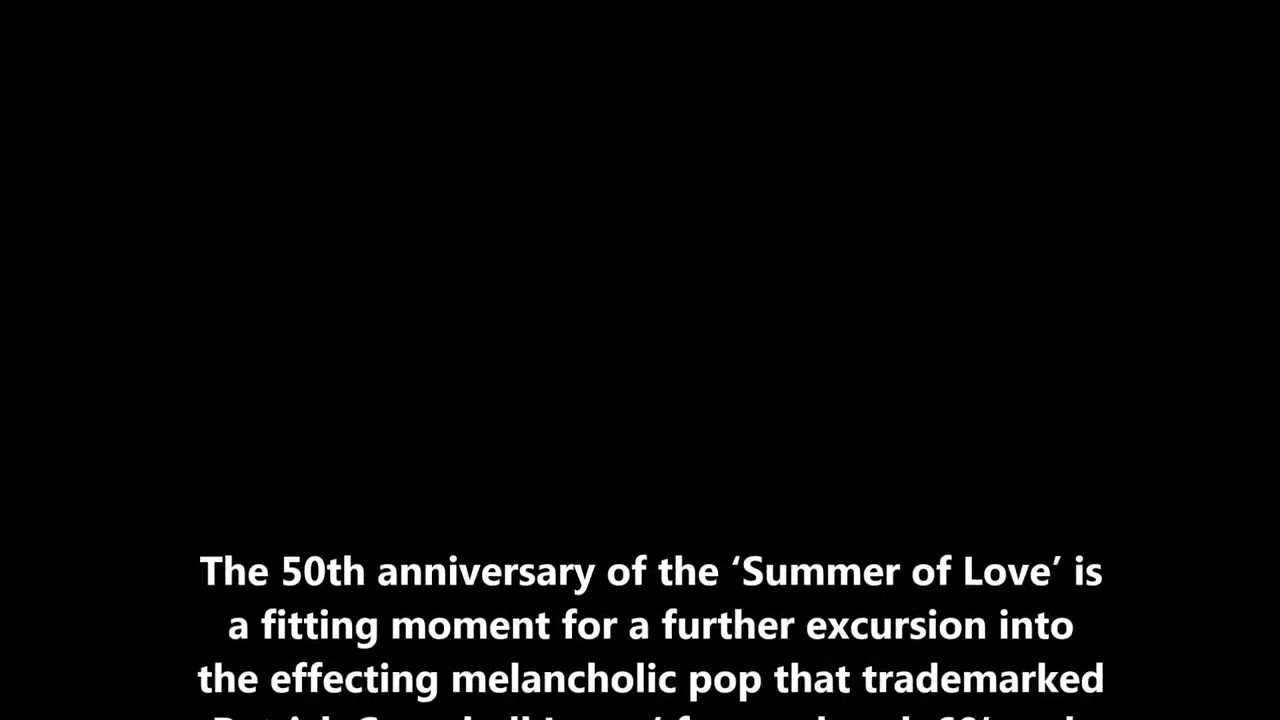 The 50th anniversary of the ‘Summer of Love’ is
a fitting moment for a further excursion into
the effecting melancholic pop that trademarked